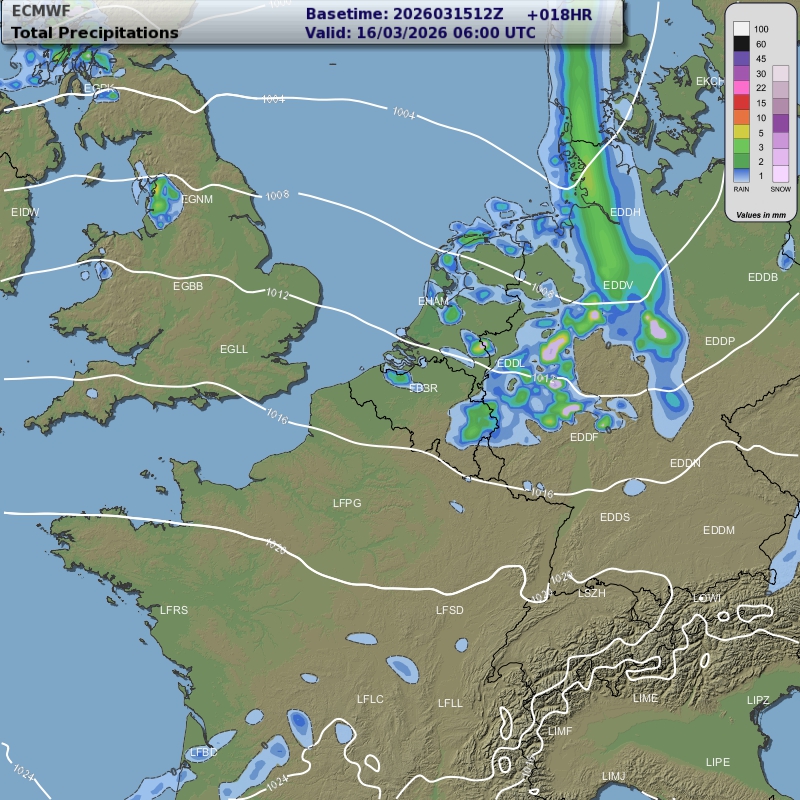 ECMWF
Total Precipitations
Basetime: 2026031512Z +018HR
Valid: 16/03/2026 06:00 UTC
100
60
45
30
22
15
10
5
3
2
1
RAIN SNOW
Values in mm
EKCH
1004
1004
EIDW
EGNM
1008
EDDH
EGBB
1012
EHAM
EDDV
EDDB
EGLL
EDDL
EDDP
1012
1016
EDDF
EDDN
1016
LFPG
EDDS
EDDM
1020
1020
LFRS
LFSD
LSZH
LOWI
LFLC
LFLL
LIME
LIPZ
LIMF
LFBD
LIPE
LIMJ
1024
1024